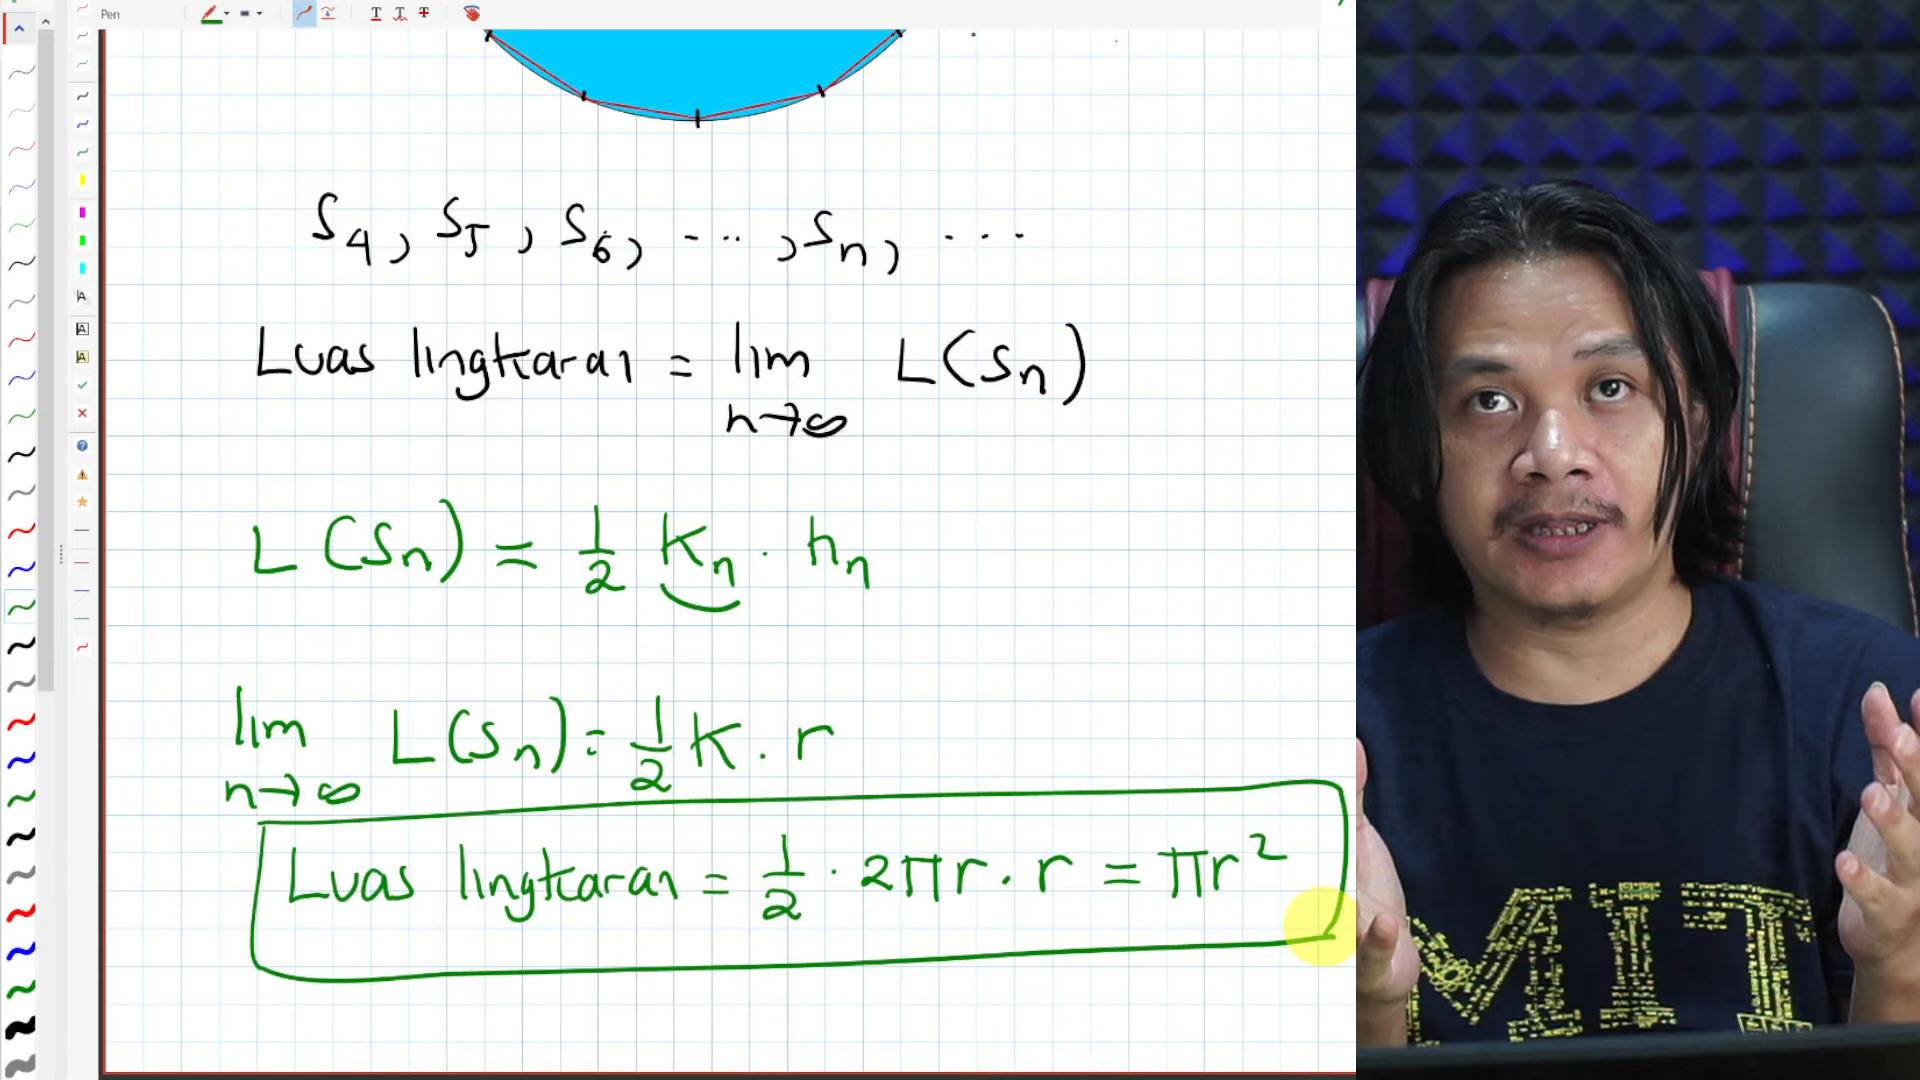 Pen
S₄, S₅, S₆, ..., Sₙ, ...
Luas lingkaran = lim n→∞ L(Sₙ)
L(Sₙ) = 1/2 Kₙ · hₙ
lim n→∞ L(Sₙ) = 1/2 K · r
Luas lingkaran = 1/2 · 2πr · r = πr²
MIT